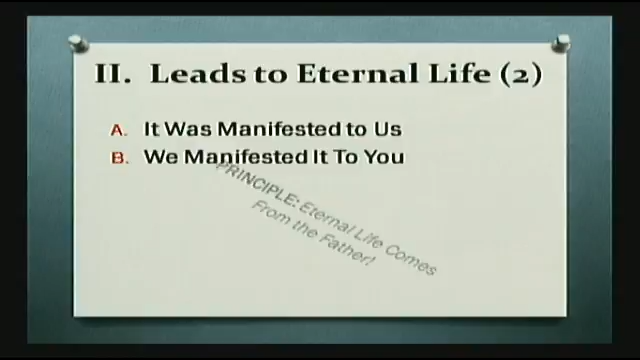 II. Leads to Eternal Life (2)
A. It Was Manifested to Us
B. We Manifested It To You
PRINCIPLE: Eternal Life Comes
From the Father!